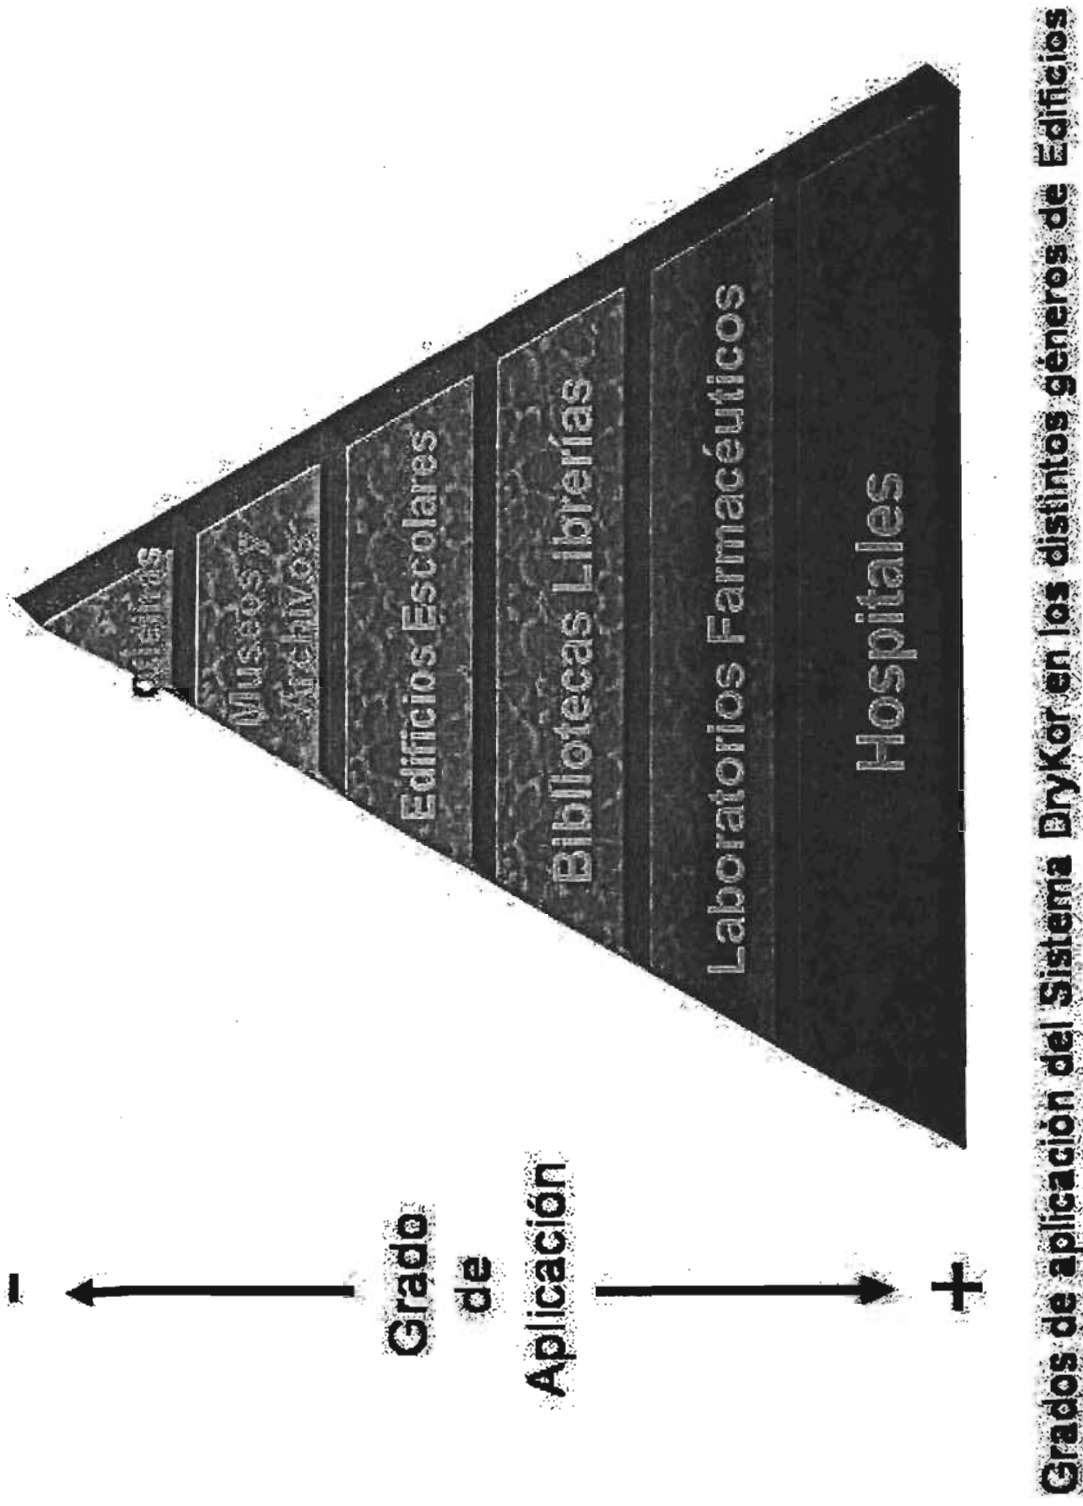 -
Grado
de
Aplicación
+
Museos y
Archivos
Edificios Escolares
Bibliotecas Librerías
Laboratorios Farmacéuticos
Hospitales
Grados de aplicación del Sistema DryKor en los distintos géneros de Edificios